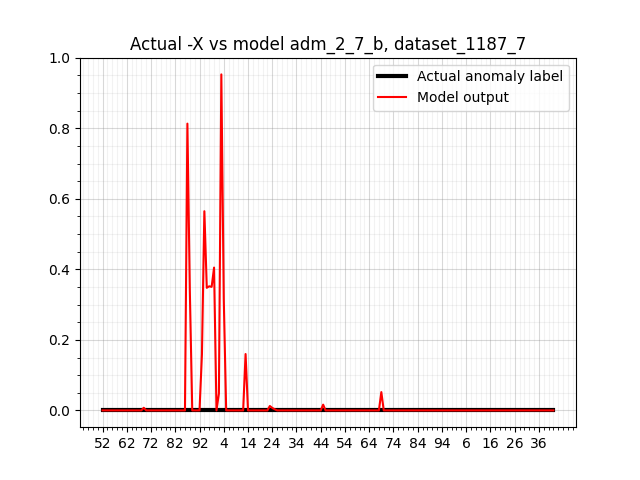 Actual -X vs model adm_2_7_b, dataset_1187_7
Actual anomaly label
Model output
1.0
0.8
0.6
0.4
0.2
0.0
52 62 72 82 92 4 14 24 34 44 54 64 74 84 94 6 16 26 36